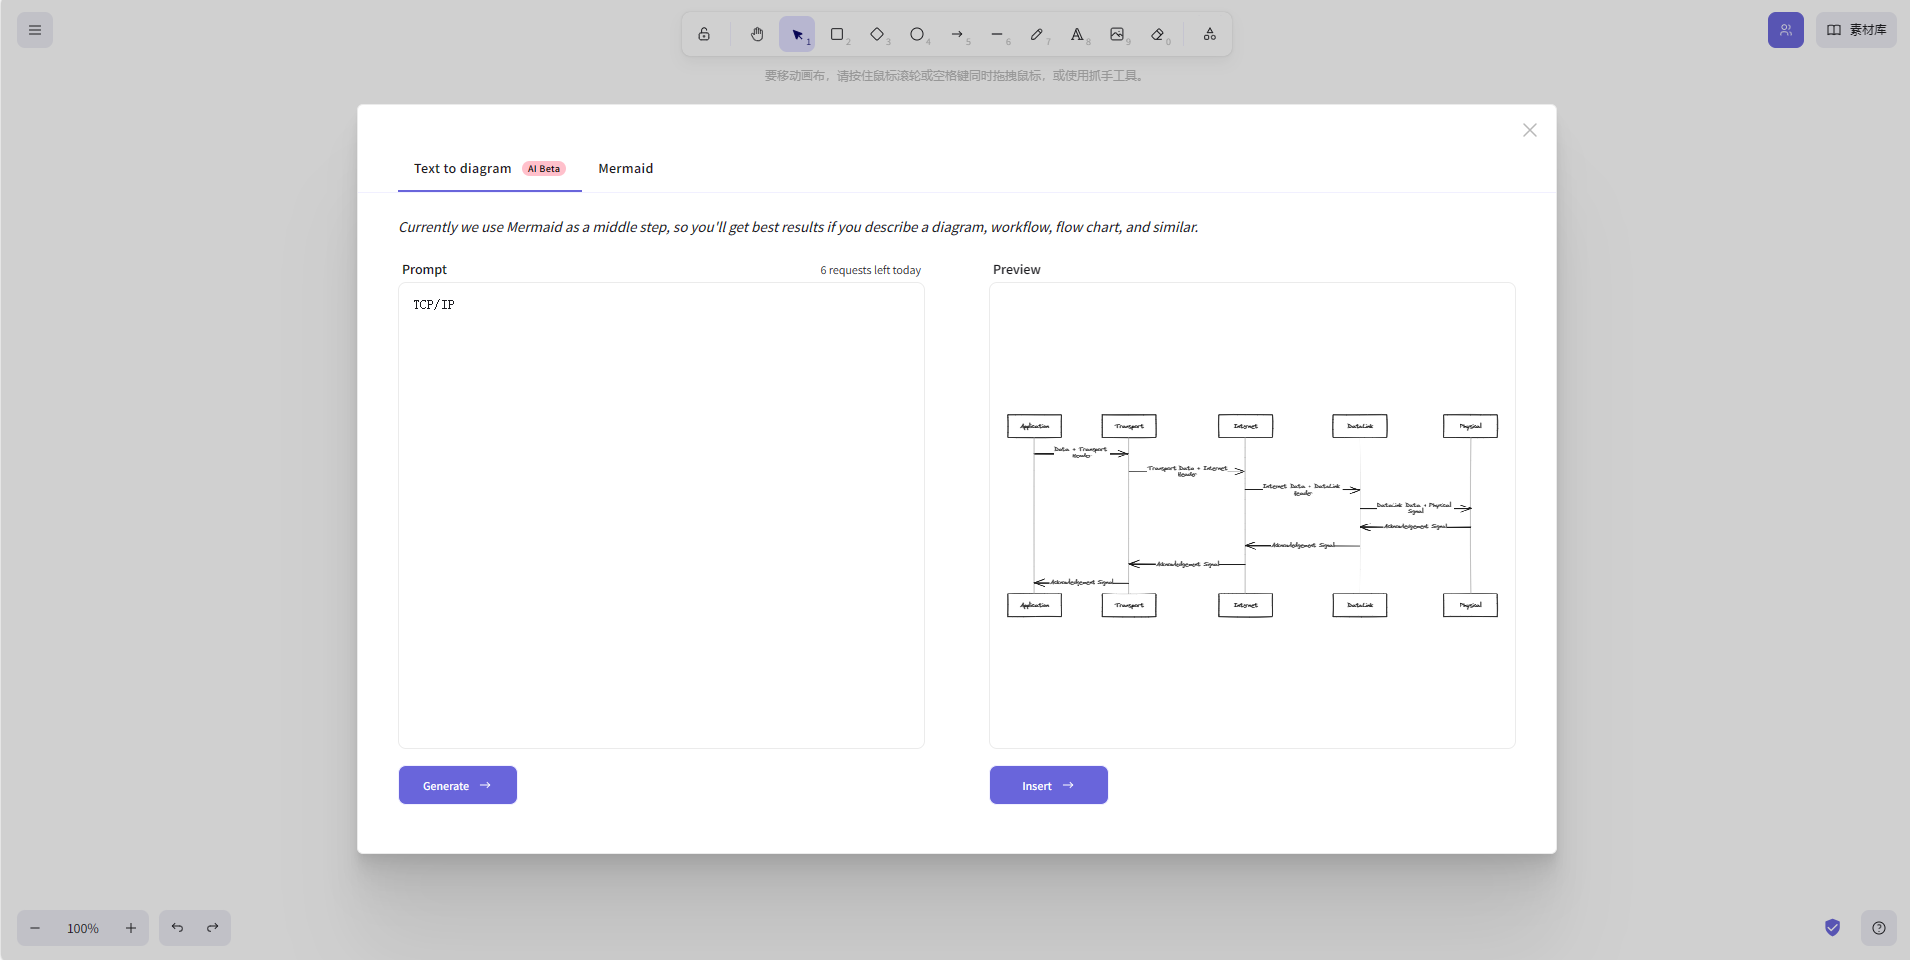 1
2
3
4
5
6
7
8
9
0
素材库
要移动画布，请按住鼠标滚轮或空格键同时拖拽鼠标，或使用抓手工具。
Text to diagram AI Beta Mermaid
Currently we use Mermaid as a middle step, so you'll get best results if you describe a diagram, workflow, flow chart, and similar.
Prompt
6 requests left today
TCP/IP
Generate →
Preview
Application
Transport
Internet
DataLink
Physical
Data + Transport
Header
Transport Data + Internet
Header
Internet Data + DataLink
Header
DataLink Data + Physical
Signal
Acknowledgement Signal
Acknowledgement Signal
Acknowledgement Signal
Acknowledgement Signal
Application
Transport
Internet
DataLink
Physical
Insert →
100%